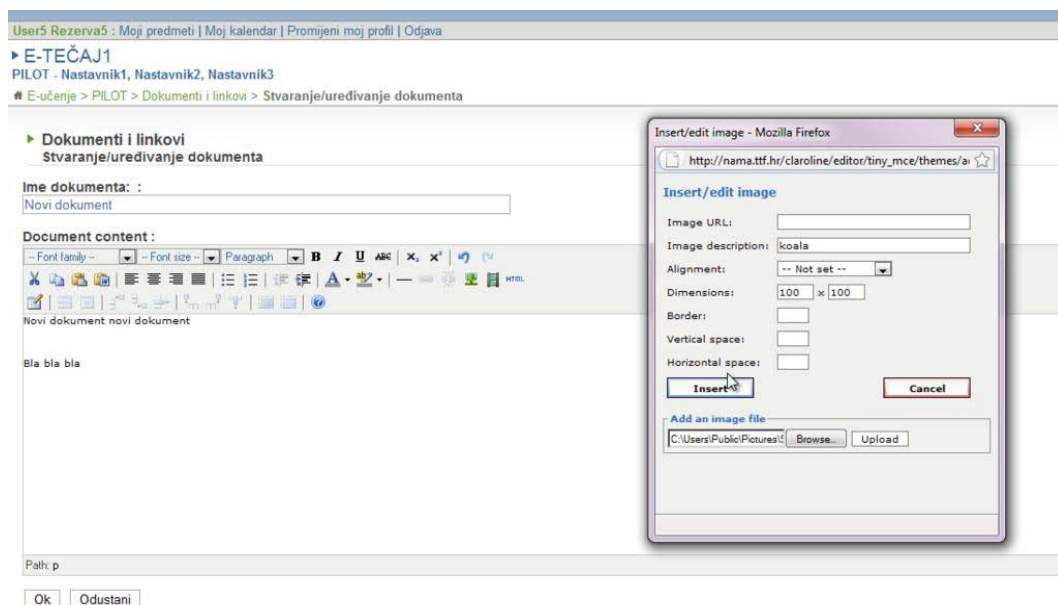 User5 Rezerva5 : Moji predmeti | Moj kalendar | Promijeni moj profil | Odjava
E-TEČAJ1
PILOT - Nastavnik1, Nastavnik2, Nastavnik3
E-učenje > PILOT > Dokumenti i linkovi > Stvaranje/uređivanje dokumenta
Dokumenti i linkovi
Stvaranje/uređivanje dokumenta
Ime dokumenta: :
Novi dokument
Document content :
-- Font family -- -- Font size -- Paragraph B I U ABC x, x²
HTML
Novi dokument novi dokument
Bla bla bla
Path: p
Ok Odustani
Insert/edit image - Mozilla Firefox
http://nama.ttf.hr/claroline/editor/tiny_mce/themes/a
Insert/edit image
Image URL:
Image description: koala
Alignment: -- Not set --
Dimensions: 100 x 100
Border:
Vertical space:
Horizontal space:
Insert Cancel
Add an image file
C:\Users\Public\Pictures\S Browse... Upload